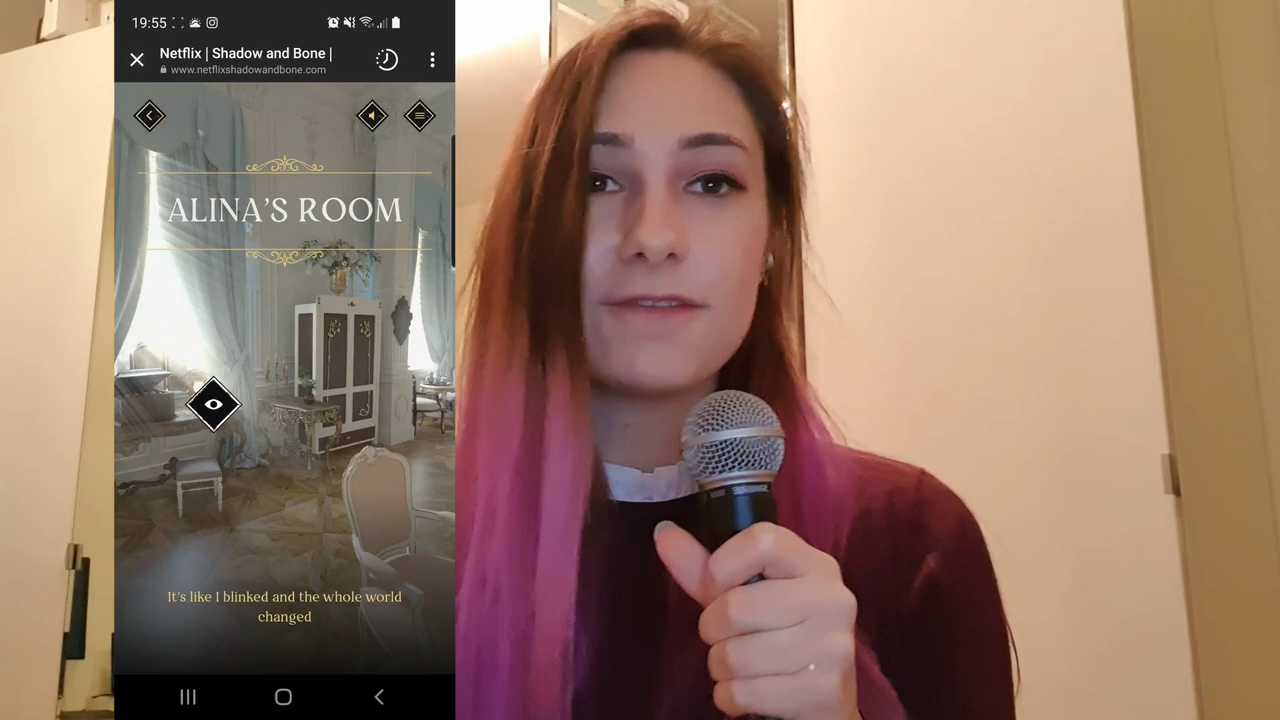 19:55
Netflix | Shadow and Bone |
www.netflixshadowandbone.com
ALINA'S ROOM
It's like I blinked and the whole world
changed